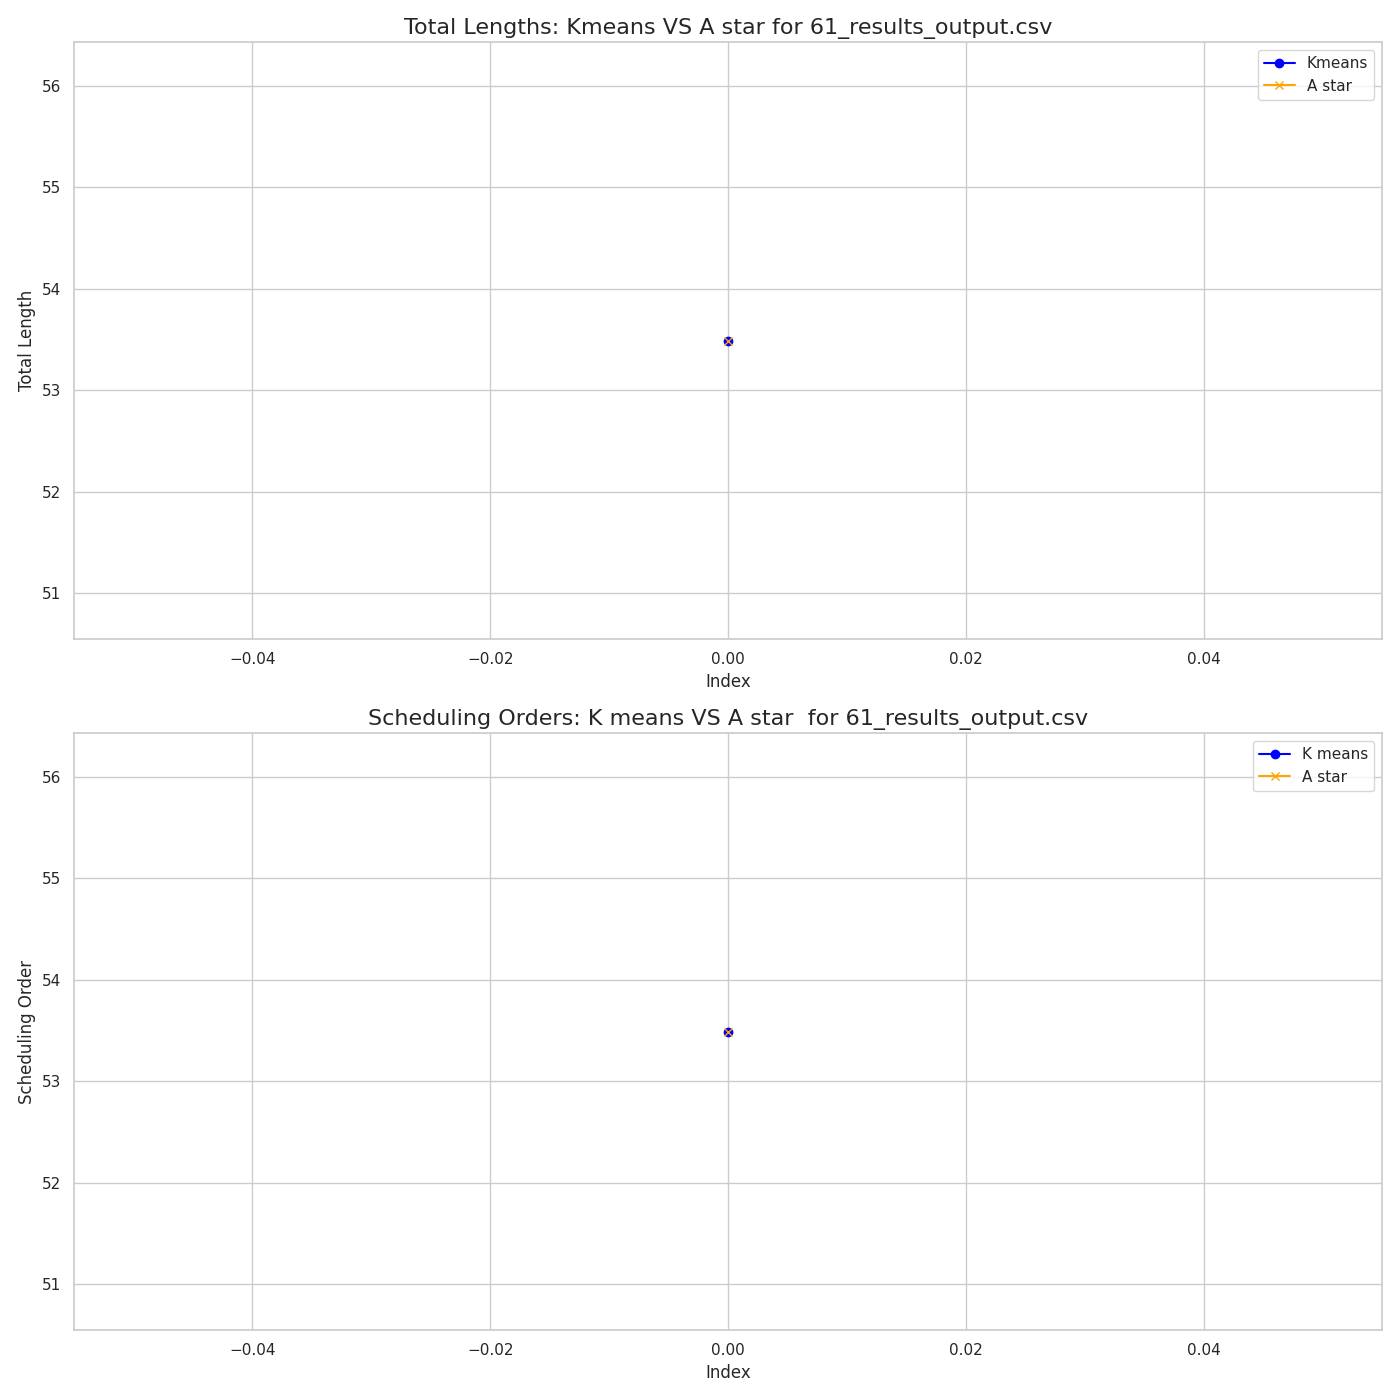 Total Lengths: Kmeans VS A star for 61_results_output.csv
Kmeans
A star
56
55
54
53
52
51
Total Length
−0.04
−0.02
0.00
0.02
0.04
Index
Scheduling Orders: K means VS A star  for 61_results_output.csv
K means
A star
56
55
54
53
52
51
Scheduling Order
−0.04
−0.02
0.00
0.02
0.04
Index